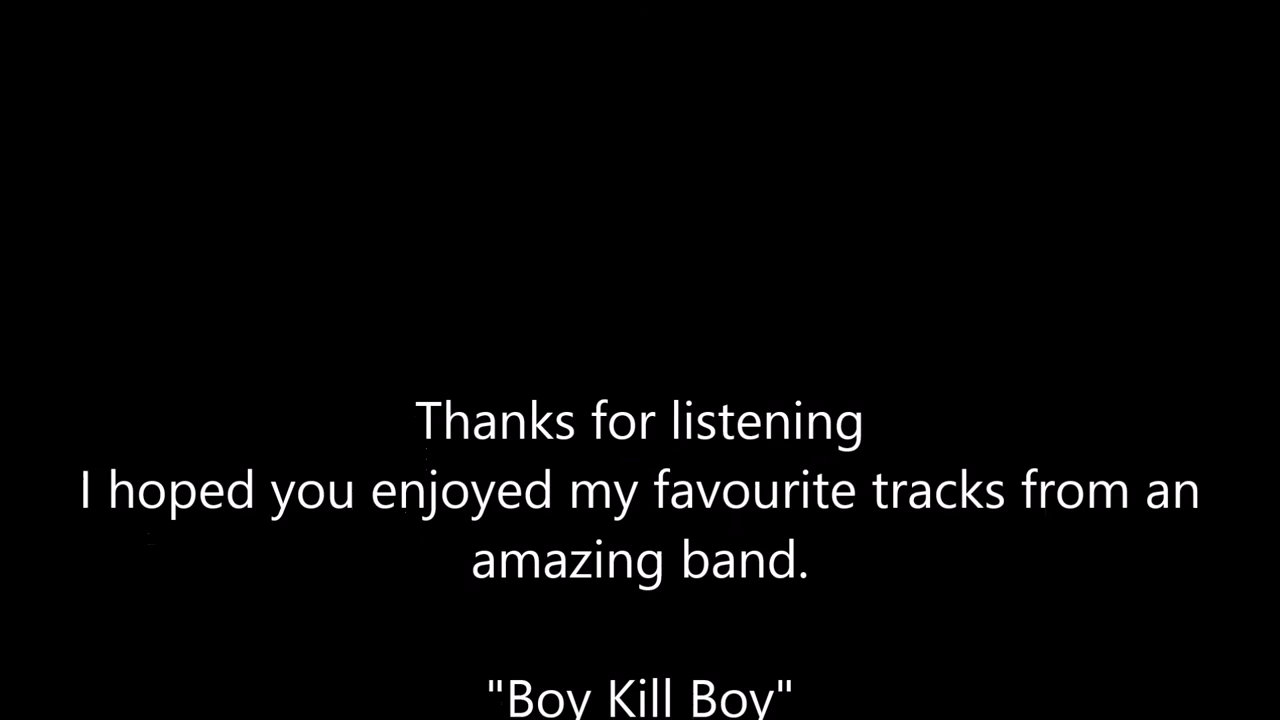 Thanks for listening
I hoped you enjoyed my favourite tracks from an
amazing band.
"Boy Kill Boy"